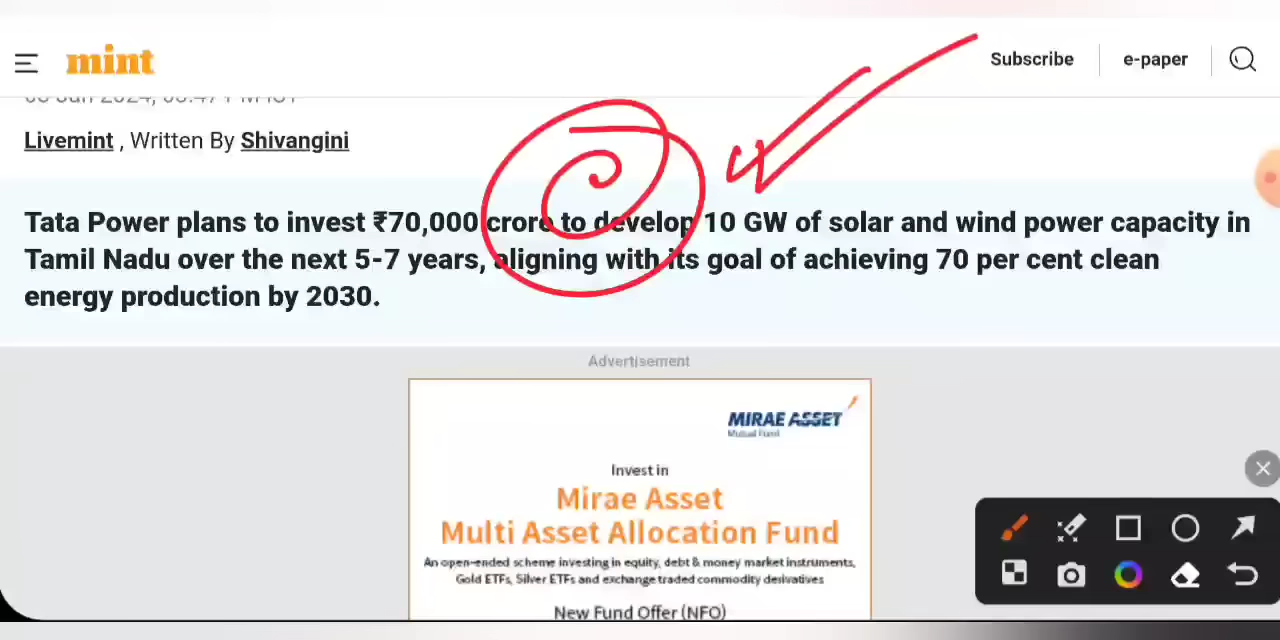 mint
Subscribe
e-paper
Livemint , Written By Shivangini
Tata Power plans to invest ₹70,000 crore to develop 10 GW of solar and wind power capacity in
Tamil Nadu over the next 5-7 years, aligning with its goal of achieving 70 per cent clean
energy production by 2030.
Advertisement
MIRAE ASSET
Mutual Fund
Invest in
Mirae Asset
Multi Asset Allocation Fund
An open-ended scheme investing in equity, debt & money market instruments,
Gold ETFs, Silver ETFs and exchange traded commodity derivatives
New Fund Offer (NFO)